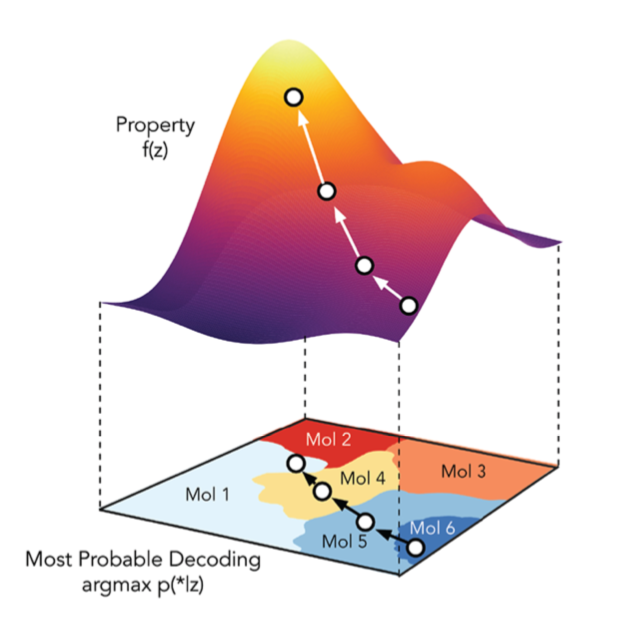 Property
f(z)
Mol 2
Mol 3
Mol 4
Mol 1
Mol 6
Mol 5
Most Probable Decoding
argmax p(*|z)